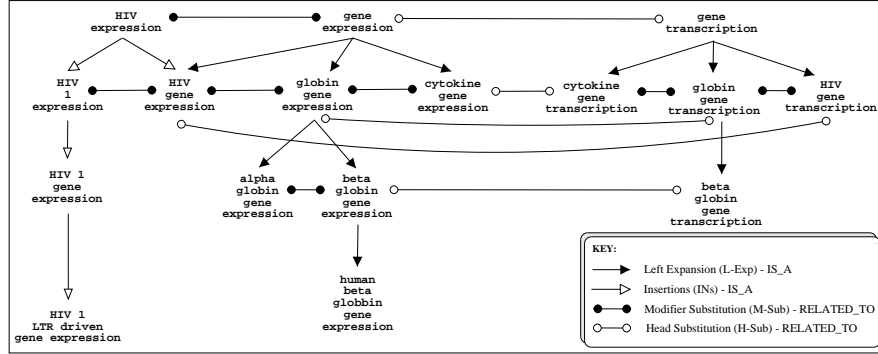 HIV
expression
gene
expression
gene
transcription
HIV
1
expression
HIV
gene
expression
globin
gene
expression
cytokine
gene
expression
cytokine
gene
transcription
globin
gene
transcription
HIV
gene
transcription
HIV 1
gene
expression
alpha
globin
gene
expression
beta
globin
gene
expression
beta
globin
gene
transcription
human
beta
globbin
gene
expression
HIV 1
LTR driven
gene expression
KEY:
Left Expansion (L-Exp) - IS_A
Insertions (INs) - IS_A
Modifier Substitution (M-Sub) - RELATED_TO
Head Substitution (H-Sub) - RELATED_TO